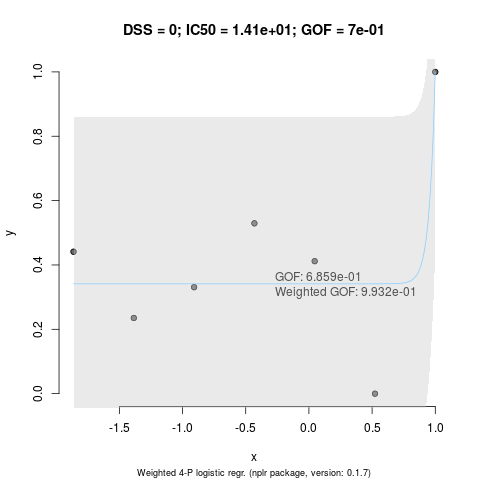 DSS = 0; IC50 = 1.41e+01; GOF = 7e-01
1.0
0.8
0.6
0.4
0.2
0.0
y
GOF: 6.859e-01
Weighted GOF: 9.932e-01
-1.5 -1.0 -0.5 0.0 0.5 1.0
x
Weighted 4-P logistic regr. (nplr package, version: 0.1.7)